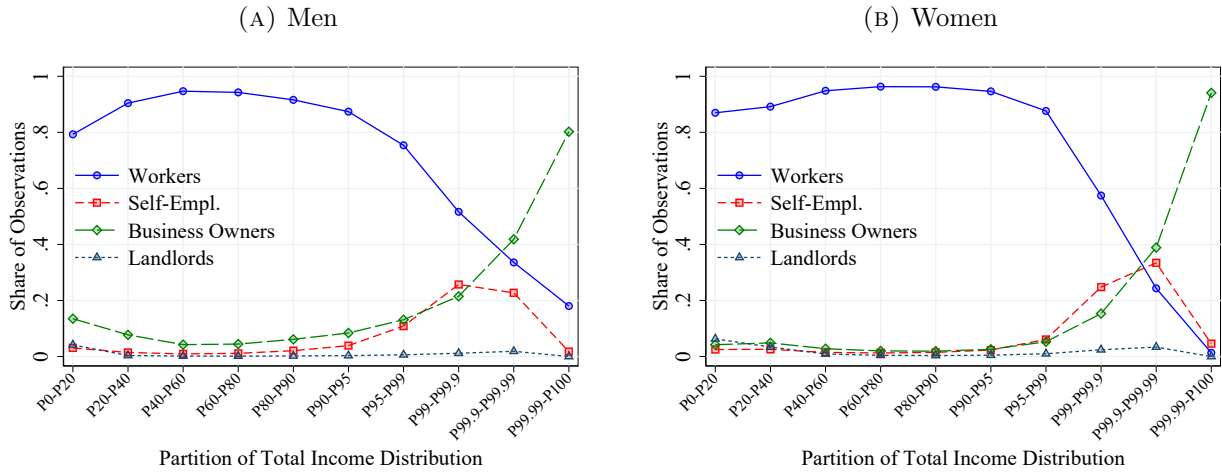 (A) Men
Share of Observations
0 .2 .4 .6 .8 1
Workers
Self-Empl.
Business Owners
Landlords
P0-P20 P20-P40 P40-P60 P60-P80 P80-P90 P90-P95 P95-P99 P99-P99.9 P99.9-P99.99 P99.99-P100
Partition of Total Income Distribution
(B) Women
Share of Observations
0 .2 .4 .6 .8 1
Workers
Self-Empl.
Business Owners
Landlords
P0-P20 P20-P40 P40-P60 P60-P80 P80-P90 P90-P95 P95-P99 P99-P99.9 P99.9-P99.99 P99.99-P100
Partition of Total Income Distribution